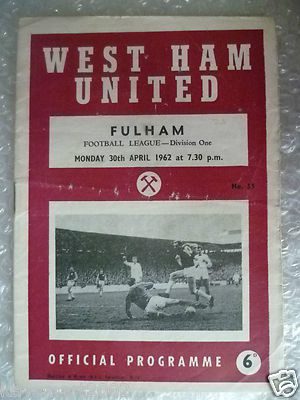 WEST HAM
UNITED
FULHAM
FOOTBALL LEAGUE—Division One
MONDAY 30th APRIL 1962 at 7.30 p.m.
No. 35
OFFICIAL PROGRAMME 6D